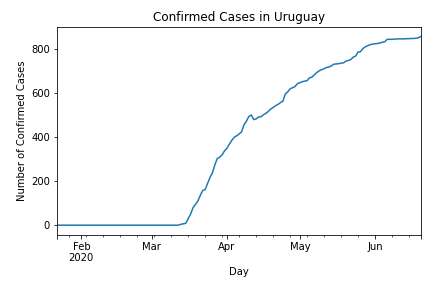 Confirmed Cases in Uruguay
Number of Confirmed Cases
800
600
400
200
0
Feb Mar Apr May Jun
2020
Day